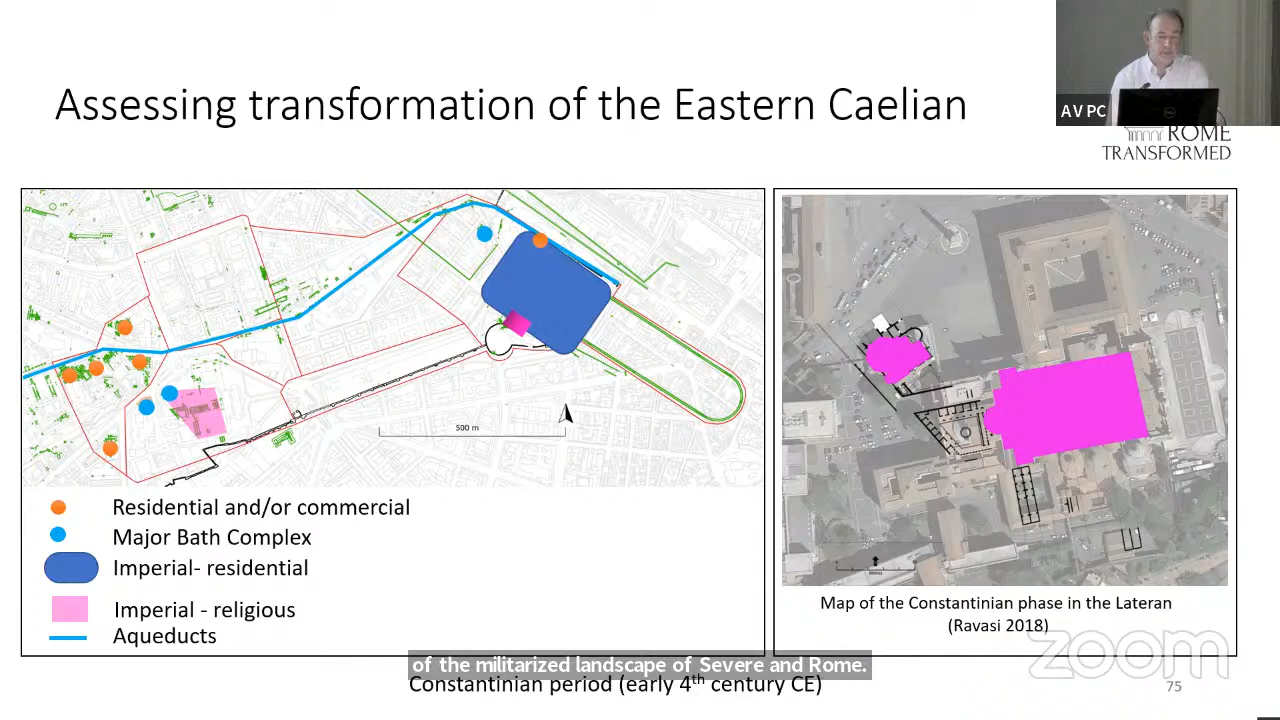 Assessing transformation of the Eastern Caelian
AV PC
ROME
TRANSFORMED
500 m
Residential and/or commercial
Major Bath Complex
Imperial- residential
Imperial - religious
Aqueducts
Map of the Constantinian phase in the Lateran
(Ravasi 2018)
zoom
of the militarized landscape of Severe and Rome.
Constantinian period (early 4th century CE)
75